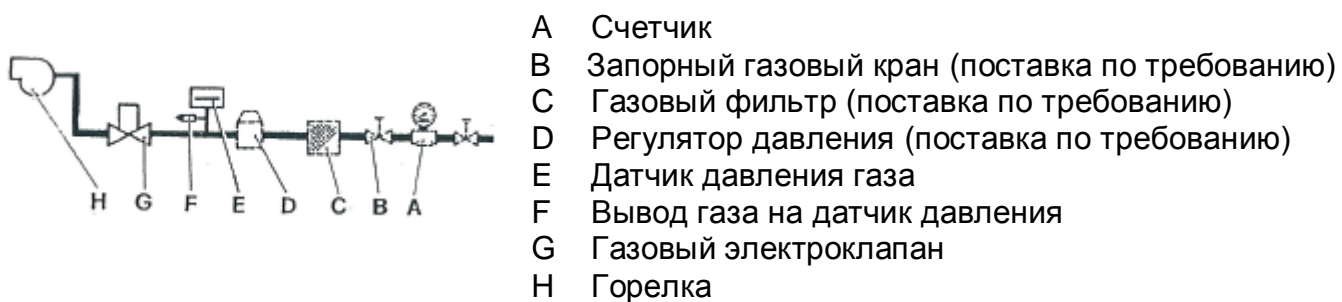 A Счетчик
B Запорный газовый кран (поставка по требованию)
C Газовый фильтр (поставка по требованию)
D Регулятор давления (поставка по требованию)
E Датчик давления газа
F Вывод газа на датчик давления
G Газовый электроклапан
H Горелка
H G F E D C B A